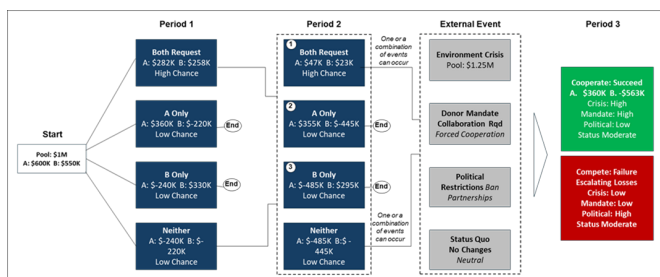 Period 1
Period 2
External Event
Period 3
Start
Pool: $1M
A: $600K B: $550K
Both Request
A: $282K B: $258K
High Chance
A Only
A: $360K B: $-220K
Low Chance
End
B Only
A: $-240K B: $330K
Low Chance
End
Neither
A: $-240K B: $-
220K
Low Chance
1
Both Request
A: $47K B: $23K
High Chance
2
A Only
A: $355K B: $-445K
Low Chance
End
3
B Only
A: $-485K B: $295K
Low Chance
End
Neither
A: $-485K B:$ -
445K
Low Chance
One or a
combination
of events
can occur
One or a
combination
of events
can occur
Environment Crisis
Pool: $1.25M
Donor Mandate
Collaboration Rqd
Forced Cooperation
Political
Restrictions Ban
Partnerships
Status Quo
No Changes
Neutral
Cooperate: Succeed
A. $360K B. -$563K
Crisis: High
Mandate: High
Political: Low
Status Moderate
Compete: Failure
Escalating Losses
Crisis: Low
Mandate: Low
Political: High
Status Moderate